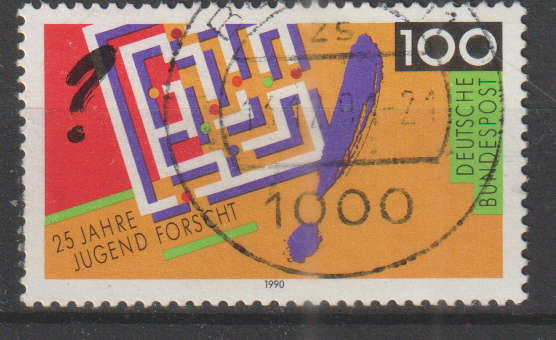 ?
!
100
DEUTSCHE
BUNDESPOST
25 JAHRE
JUGEND FORSCHT
1000
1990